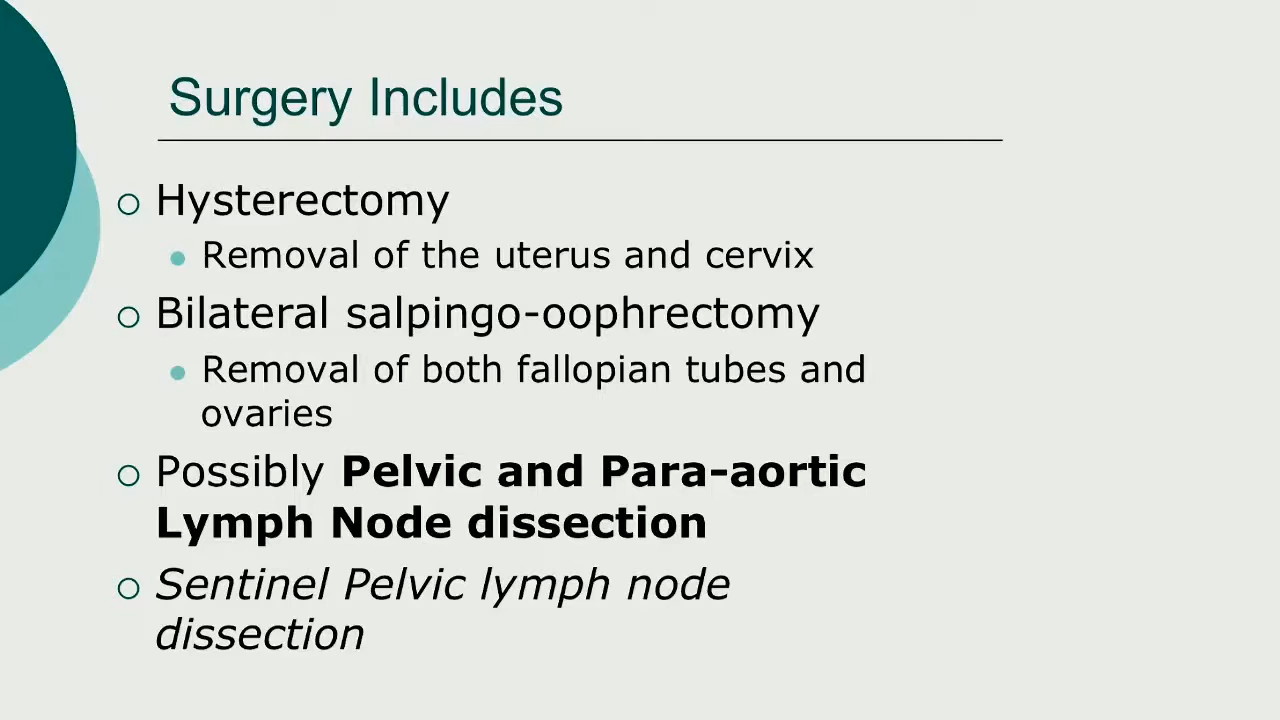 Surgery Includes
Hysterectomy
Removal of the uterus and cervix
Bilateral salpingo-oophrectomy
Removal of both fallopian tubes and
ovaries
Possibly Pelvic and Para-aortic
Lymph Node dissection
Sentinel Pelvic lymph node
dissection